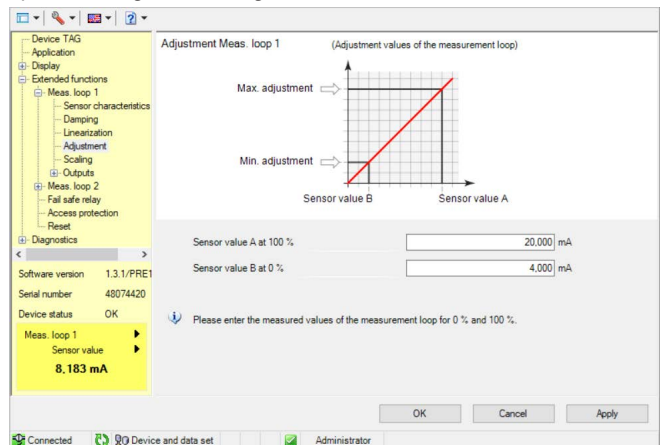 Device TAG
Application
Display
Extended functions
Meas. loop 1
Sensor characteristics
Damping
Linearization
Adjustment
Scaling
Outputs
Meas. loop 2
Fail safe relay
Access protection
Reset
Diagnostics
Software version 1.3.1/PRE1
Serial number 48074420
Device status OK
Meas. loop 1
Sensor value
8,183 mA
Adjustment Meas. loop 1 (Adjustment values of the measurement loop)
Max. adjustment
Min. adjustment
Sensor value B Sensor value A
Sensor value A at 100 % 20,000 mA
Sensor value B at 0 % 4,000 mA
Please enter the measured values of the measurement loop for 0 % and 100 %.
OK Cancel Apply
Connected Device and data set Administrator